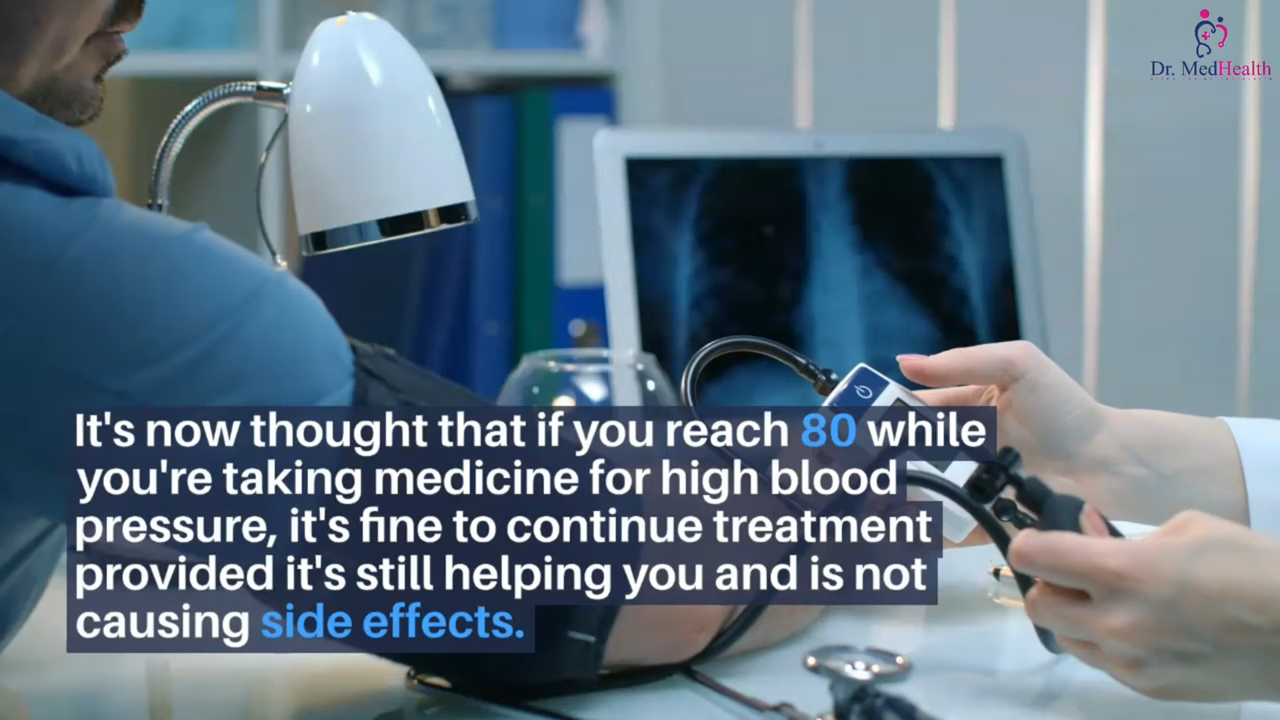 Dr. MedHealth
It's now thought that if you reach 80 while
you're taking medicine for high blood
pressure, it's fine to continue treatment
provided it's still helping you and is not
causing side effects.